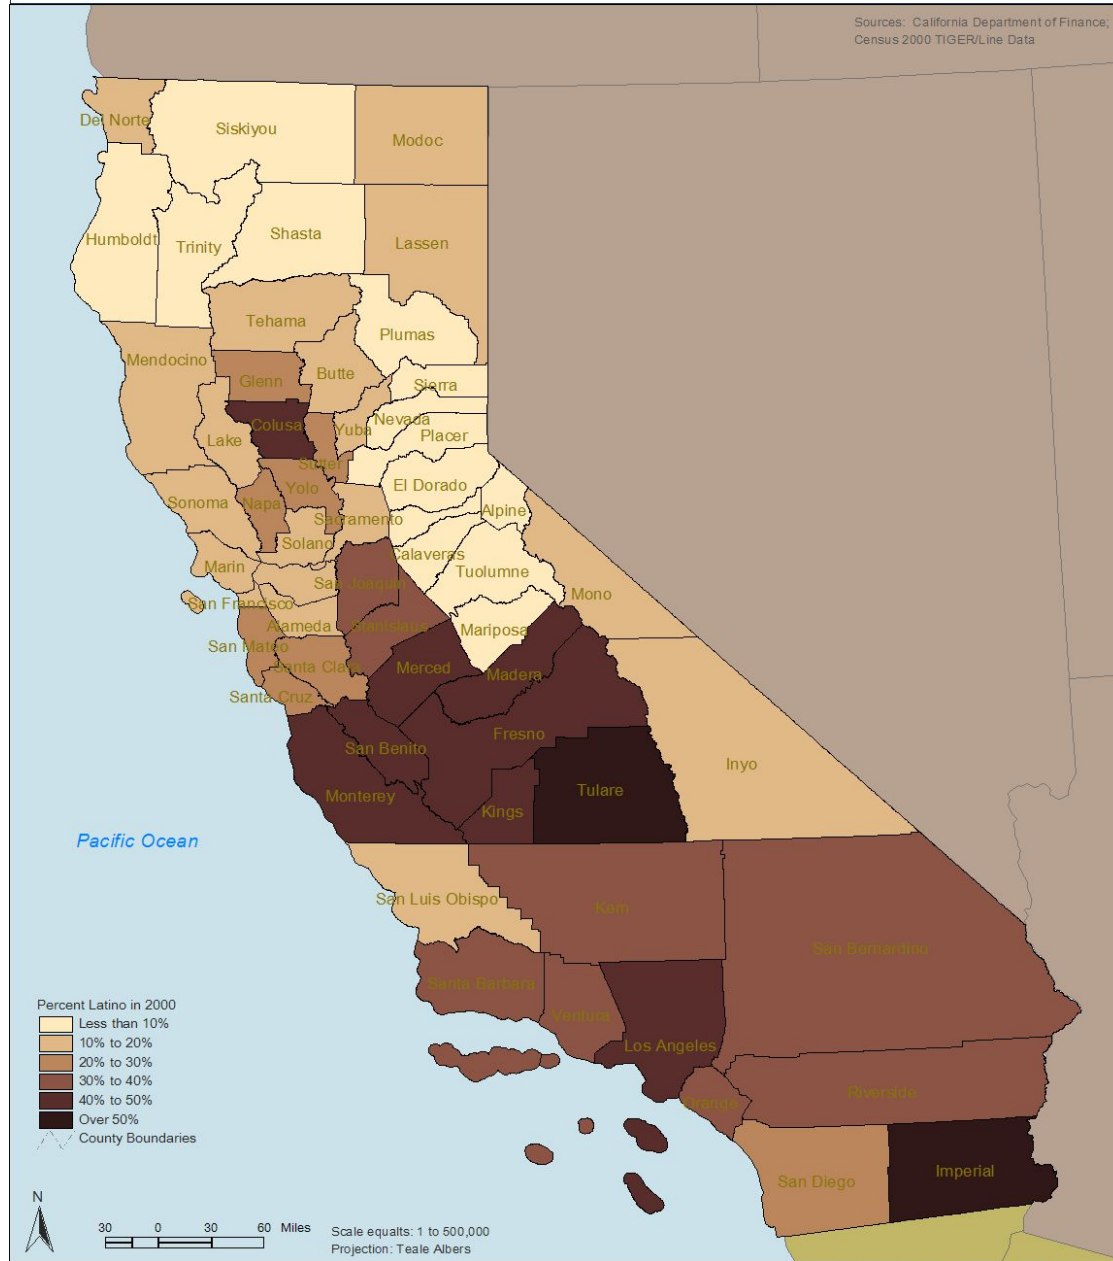 Sources: California Department of Finance;
Census 2000 TIGER/Line Data
Del Norte
Siskiyou
Modoc
Humboldt
Trinity
Shasta
Lassen
Tehama
Plumas
Mendocino
Glenn
Butte
Sierra
Colusa
Lake
Yuba
Nevada
Placer
Sutter
Sonoma
Napa
Yolo
El Dorado
Sacramento
Alpine
Solano
Calaveras
Marin
San Joaquin
Tuolumne
San Francisco
Mono
Alameda
Stanislaus
Mariposa
San Mateo
Santa Clara
Merced
Madera
Santa Cruz
Fresno
San Benito
Inyo
Monterey
Kings
Tulare
Pacific Ocean
San Luis Obispo
Kern
San Bernardino
Santa Barbara
Ventura
Los Angeles
Orange
Riverside
San Diego
Imperial
Percent Latino in 2000
Less than 10%
10% to 20%
20% to 30%
30% to 40%
40% to 50%
Over 50%
County Boundaries
N
30 0 30 60 Miles
Scale equalts: 1 to 500,000
Projection: Teale Albers